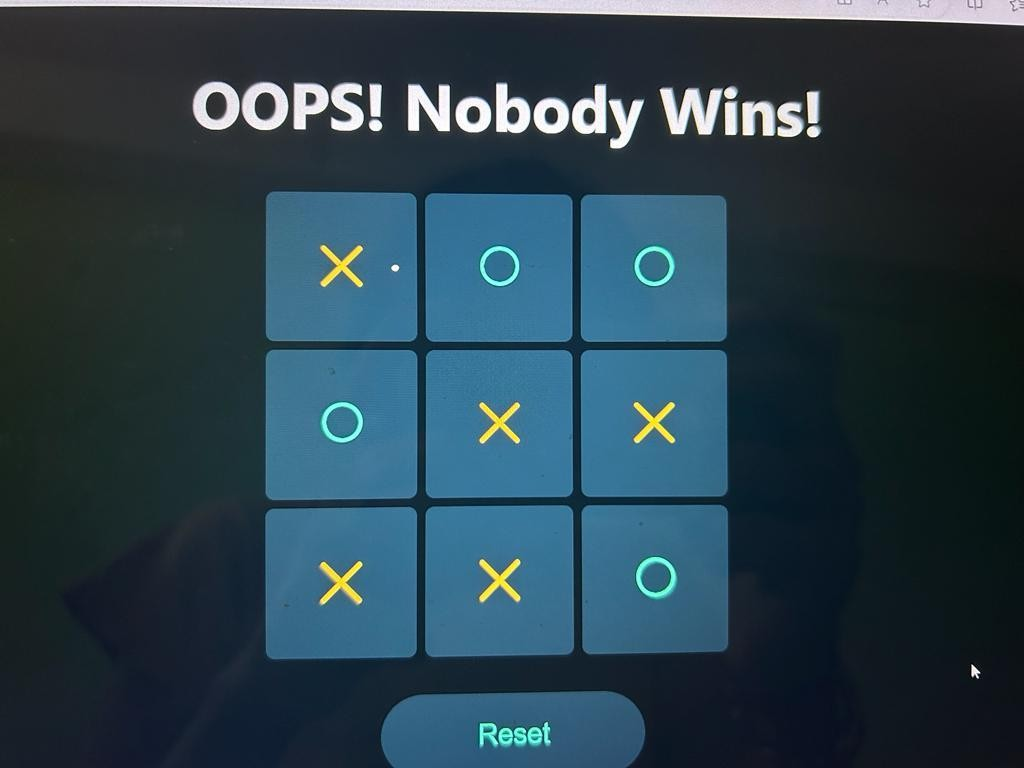 OOPS! Nobody Wins!
X O O
O X X
X X O
Reset